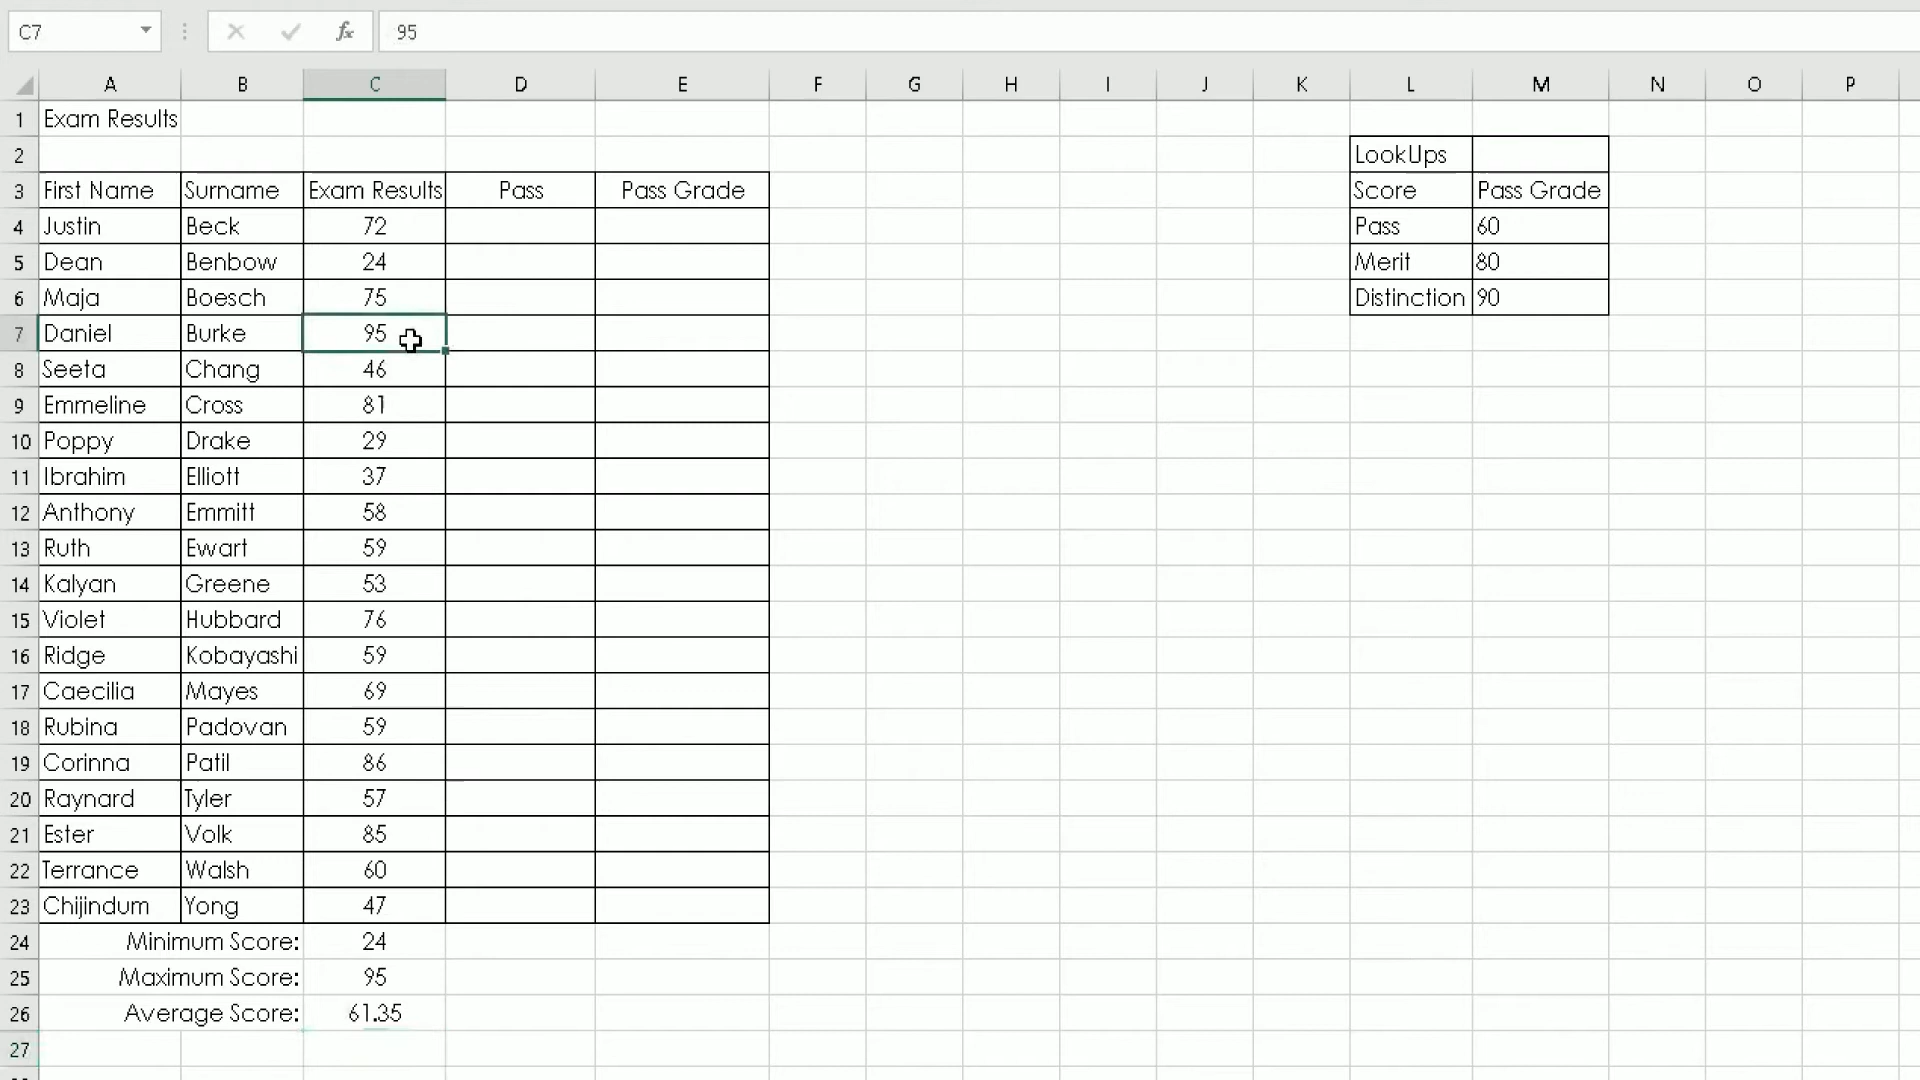 C7 fx 95
A B C D E F G H I J K L M N O P
1 Exam Results
2 LookUps
3 First Name Surname Exam Results Pass Pass Grade Score Pass Grade
4 Justin Beck 72 Pass 60
5 Dean Benbow 24 Merit 80
6 Maja Boesch 75 Distinction 90
7 Daniel Burke 95
8 Seeta Chang 46
9 Emmeline Cross 81
10 Poppy Drake 29
11 Ibrahim Elliott 37
12 Anthony Emmitt 58
13 Ruth Ewart 59
14 Kalyan Greene 53
15 Violet Hubbard 76
16 Ridge Kobayashi 59
17 Caecilia Mayes 69
18 Rubina Padovan 59
19 Corinna Patil 86
20 Raynard Tyler 57
21 Ester Volk 85
22 Terrance Walsh 60
23 Chijindum Yong 47
24 Minimum Score: 24
25 Maximum Score: 95
26 Average Score: 61.35
27